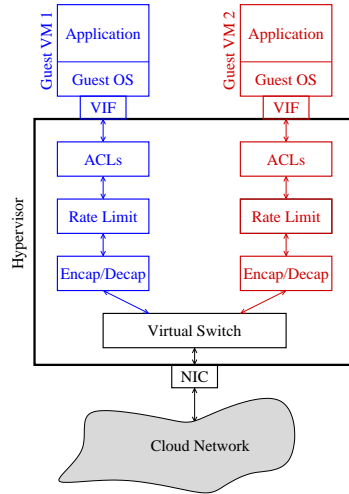 Guest VM 1
Application
Guest OS
VIF
ACLs
Rate Limit
Encap/Decap
Guest VM 2
Application
Guest OS
VIF
ACLs
Rate Limit
Encap/Decap
Hypervisor
Virtual Switch
NIC
Cloud Network